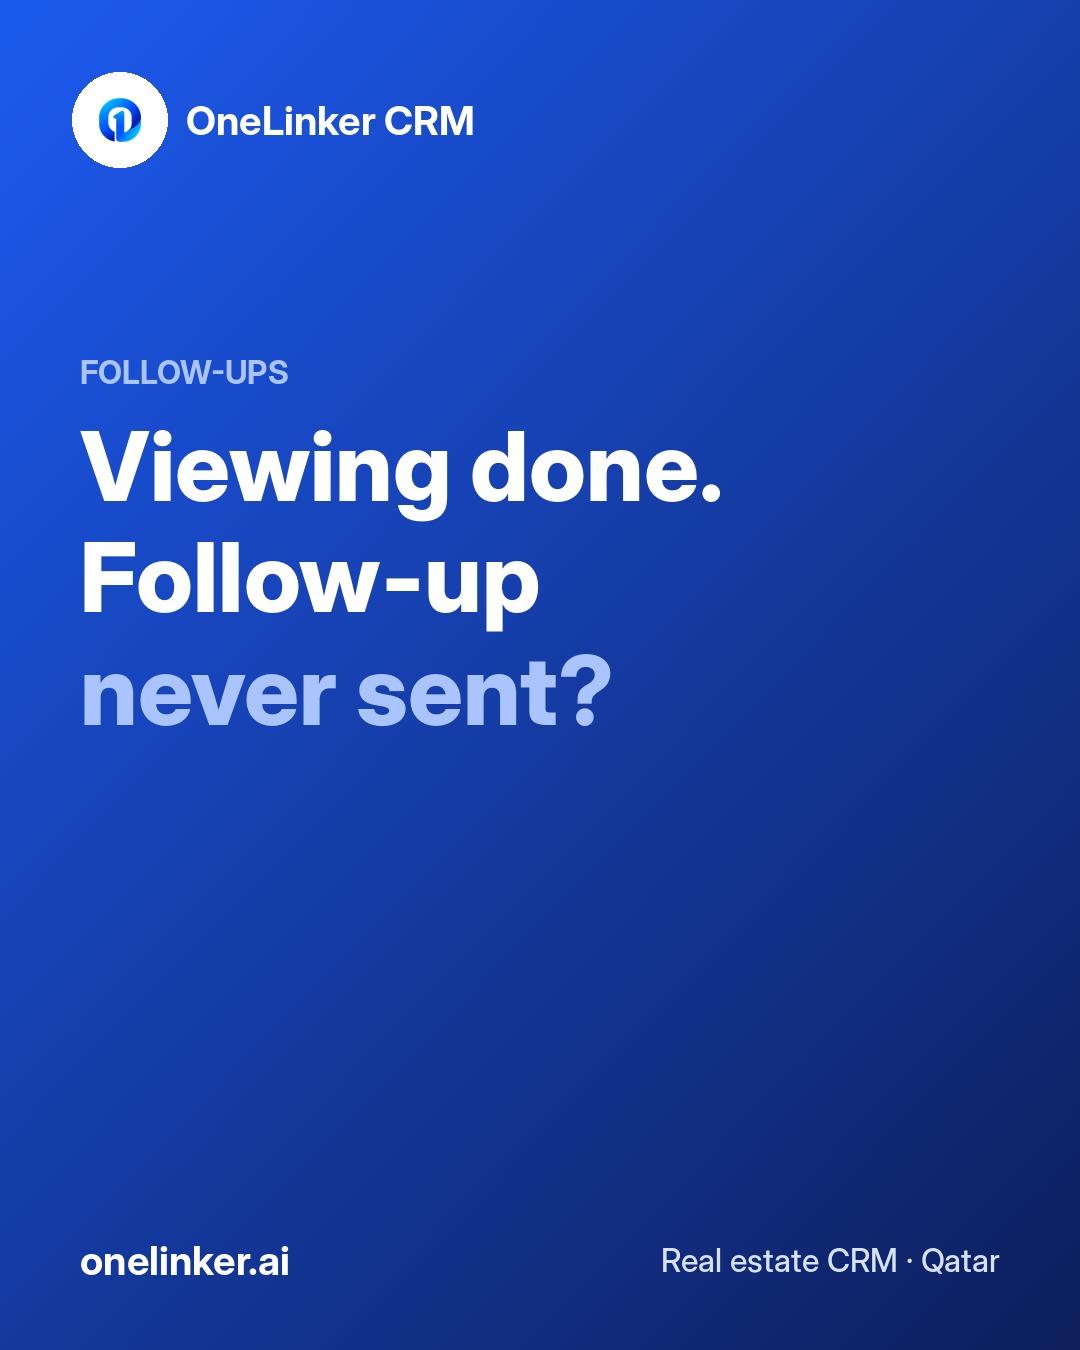 OneLinker CRM
FOLLOW-UPS
Viewing done.
Follow-up
never sent?
onelinker.ai
Real estate CRM · Qatar